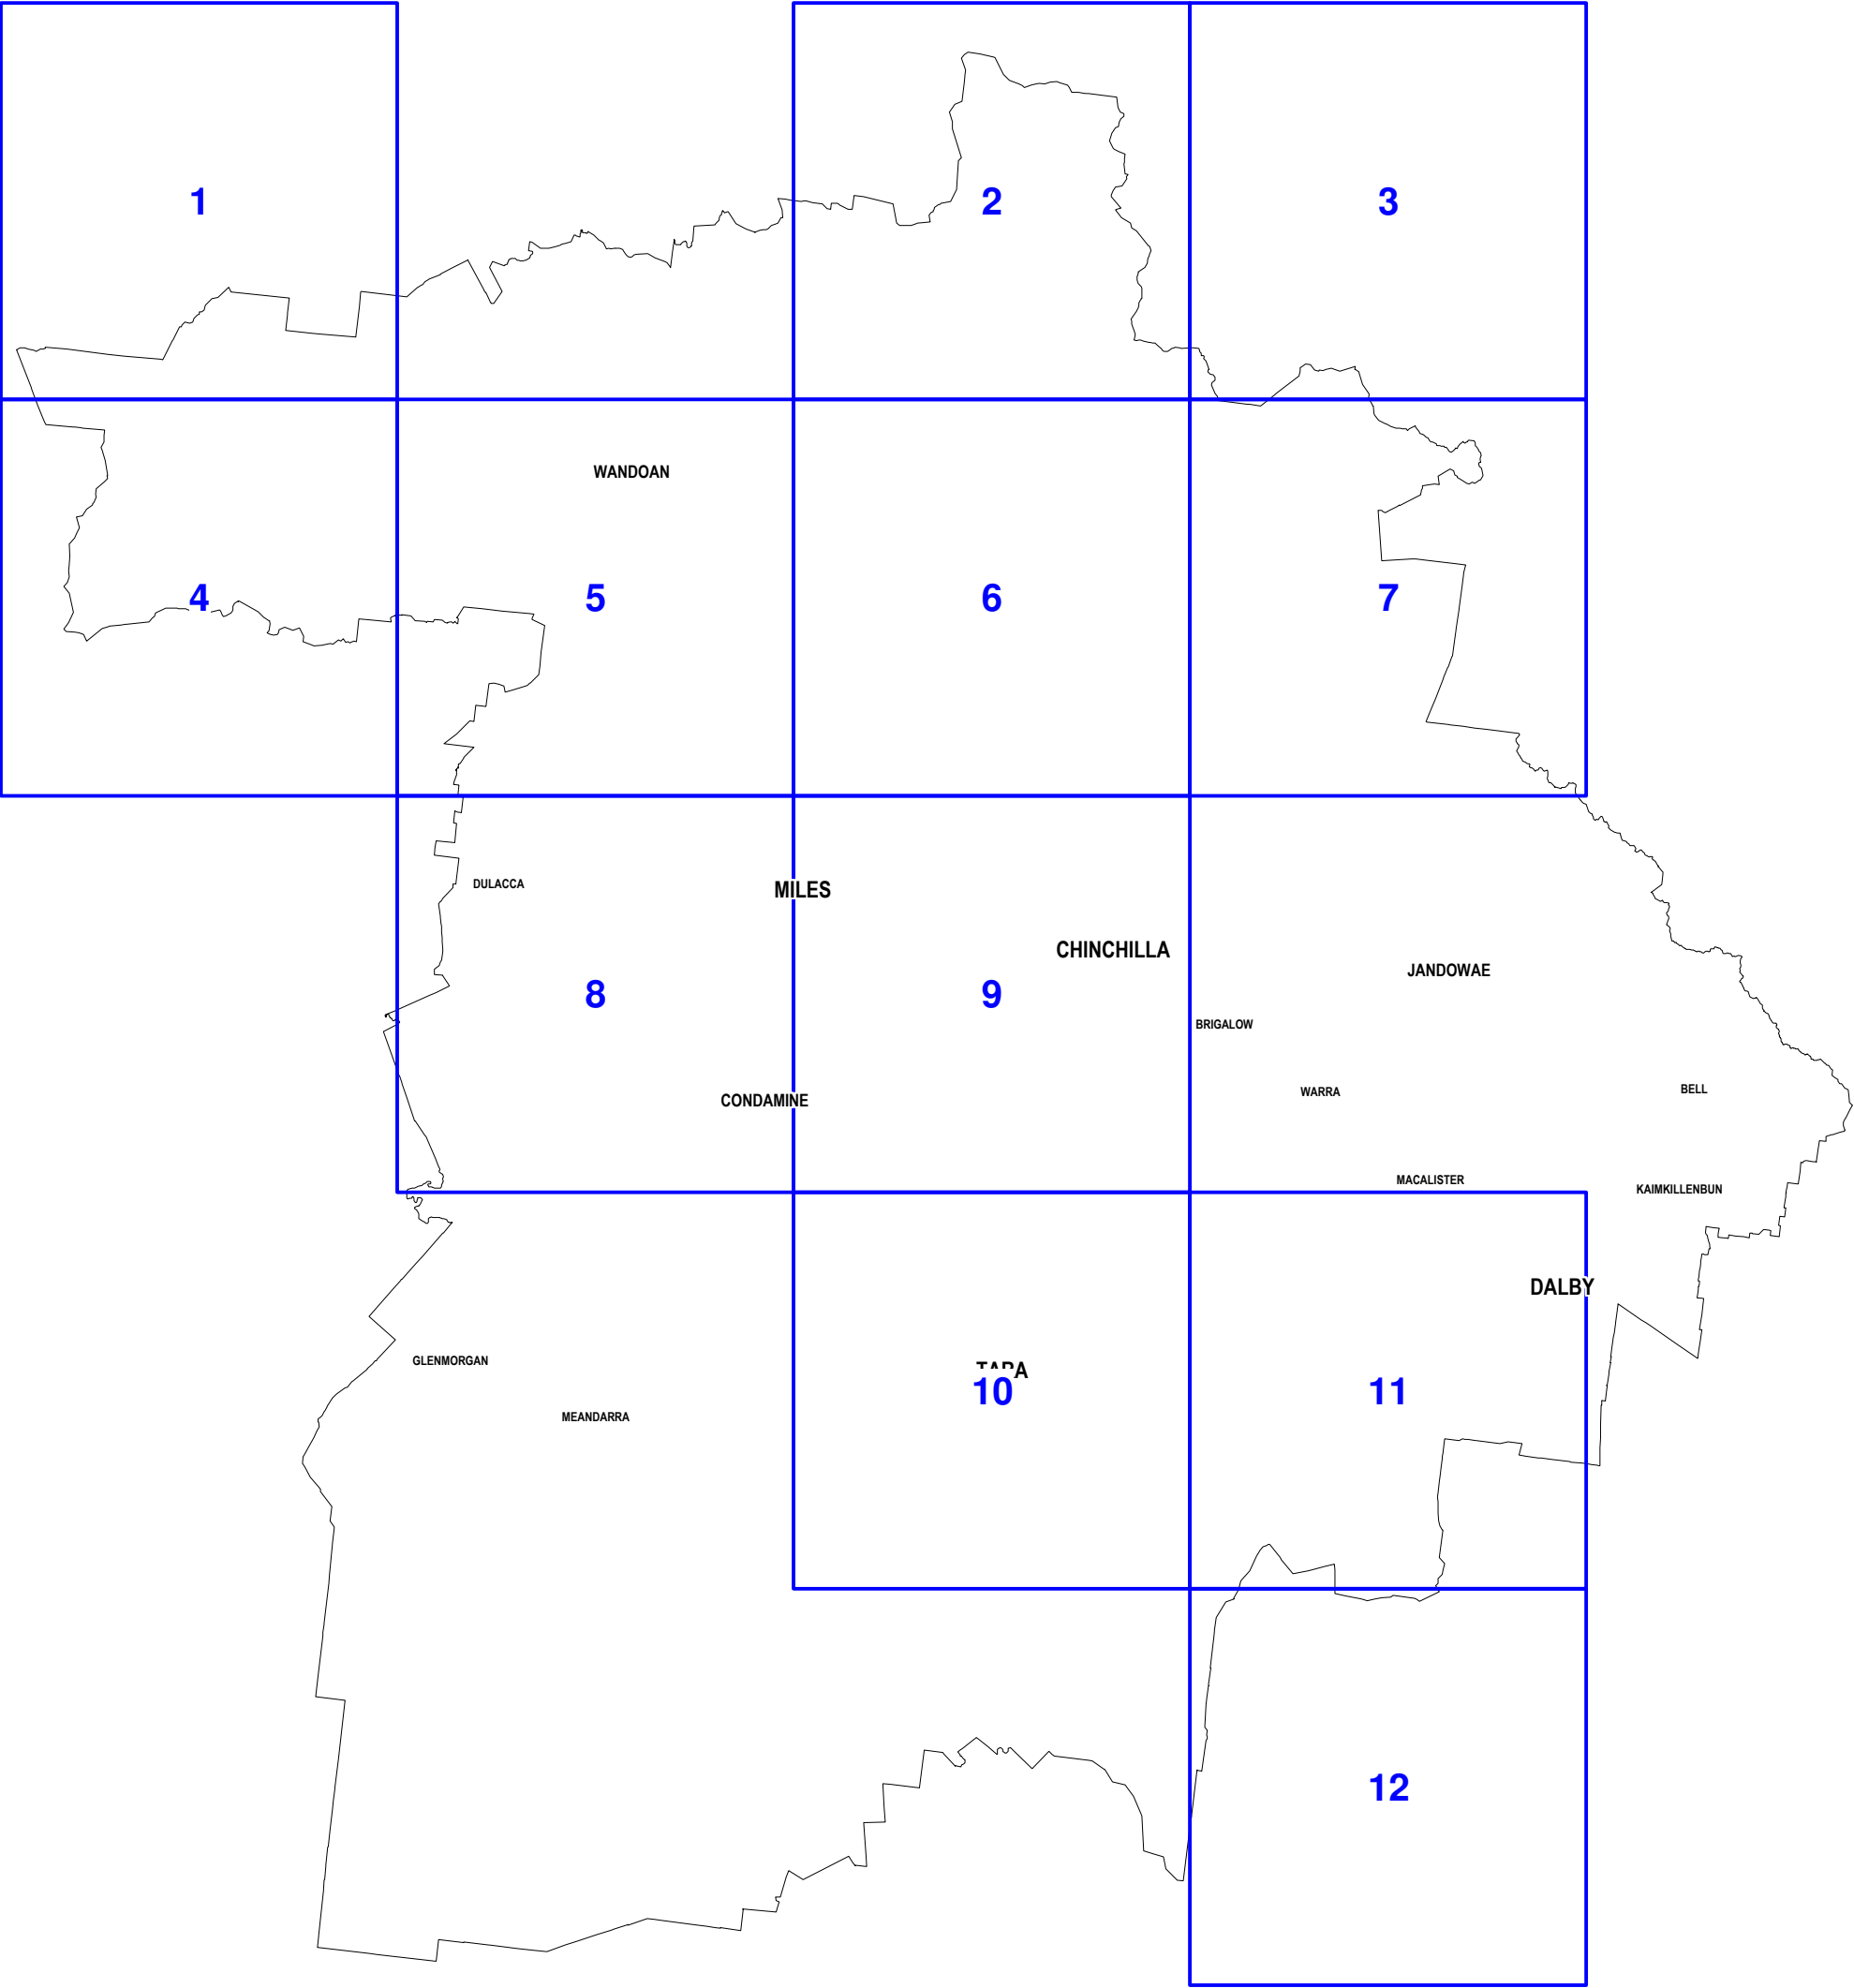 1
2
3
WANDOAN
4
5
6
7
DULACCA
MILES
CHINCHILLA
JANDOWAE
8
9
BRIGALOW
CONDAMINE
WARRA
BELL
MACALISTER
KAIMKILLENBUN
DALBY
GLENMORGAN
TARA
10
11
MEANDARRA
12